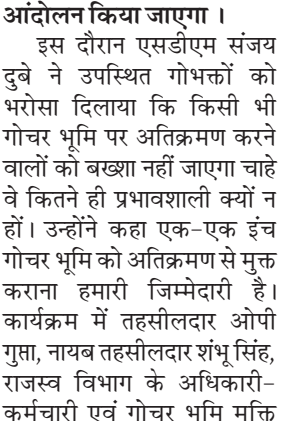 आंदोलन किया जाएगा ।
इस दौरान एसडीएम संजय
दुबे ने उपस्थित गोभक्तों को
भरोसा दिलाया कि किसी भी
गोचर भूमि पर अतिक्रमण करने
वालों को बख्शा नहीं जाएगा चाहे
वे कितने ही प्रभावशाली क्यों न
हों। उन्होंने कहा एक-एक इंच
गोचर भूमि को अतिक्रमण से मुक्त
कराना हमारी जिम्मेदारी है।
कार्यक्रम में तहसीलदार ओपी
गुप्ता, नायब तहसीलदार शंभू सिंह,
राजस्व विभाग के अधिकारी-
कर्मचारी एवं गोचर भूमि मुक्ति